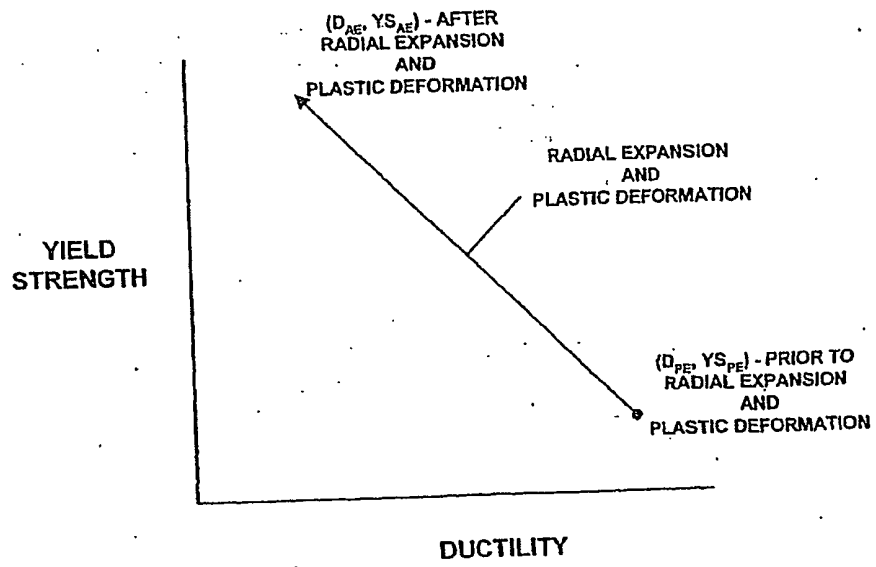 (D_AE, YS_AE) - AFTER
RADIAL EXPANSION
AND
PLASTIC DEFORMATION
RADIAL EXPANSION
AND
PLASTIC DEFORMATION
YIELD
STRENGTH
(D_PE, YS_PE) - PRIOR TO
RADIAL EXPANSION
AND
PLASTIC DEFORMATION
DUCTILITY